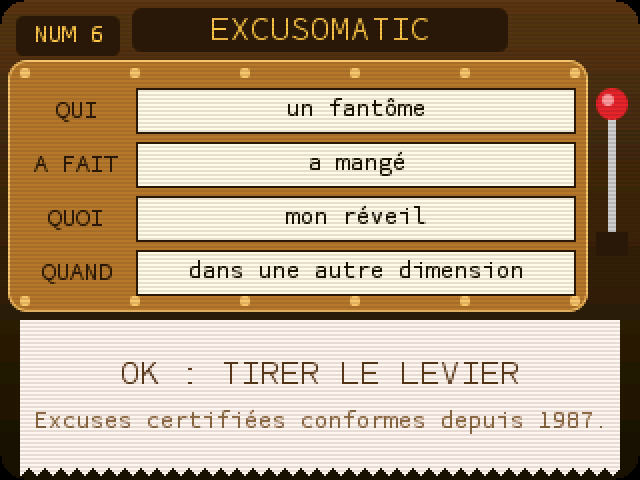 NUM 6
EXCUSOMATIC
QUI
un fantôme
A FAIT
a mangé
QUOI
mon réveil
QUAND
dans une autre dimension
OK : TIRER LE LEVIER
Excuses certifiées conformes depuis 1987.